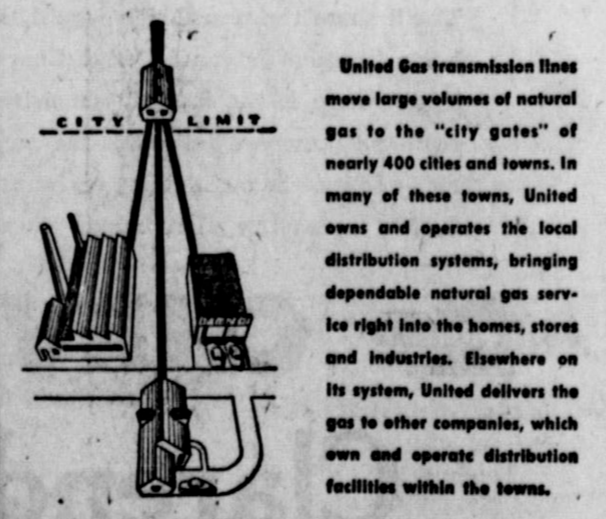 CITY LIMIT
United Gas transmission lines
move large volumes of natural
gas to the "city gates" of
nearly 400 cities and towns. In
many of these towns, United
owns and operates the local
distribution systems, bringing
dependable natural gas serv-
ice right into the homes, stores
and industries. Elsewhere on
its system, United delivers the
gas to other companies, which
own and operate distribution
facilities within the towns.